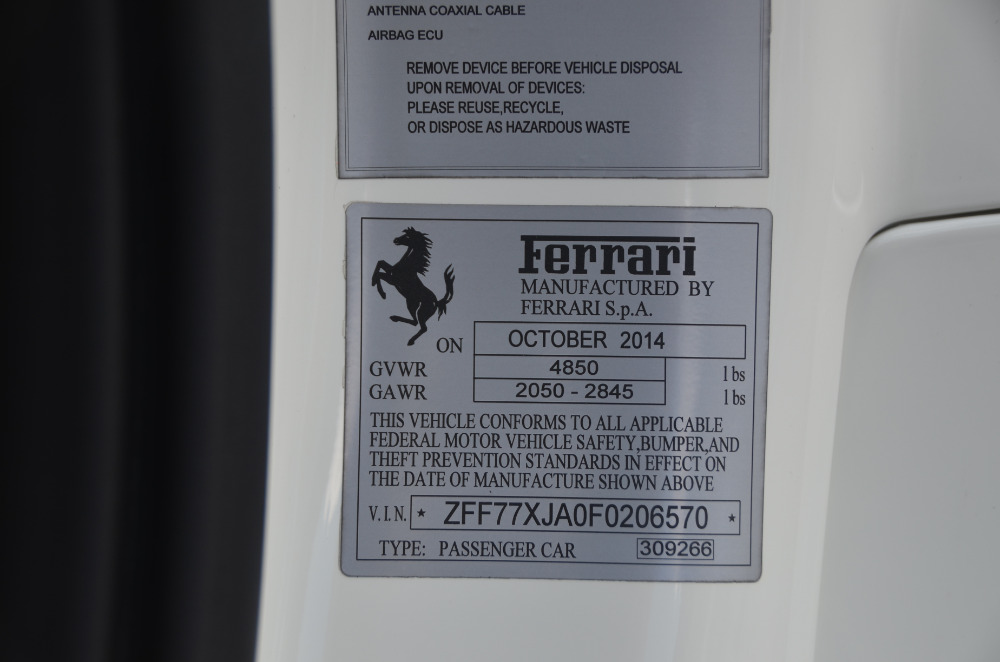 ANTENNA COAXIAL CABLE
AIRBAG ECU
REMOVE DEVICE BEFORE VEHICLE DISPOSAL
UPON REMOVAL OF DEVICES:
PLEASE REUSE,RECYCLE,
OR DISPOSE AS HAZARDOUS WASTE
Ferrari
MANUFACTURED BY
FERRARI S.p.A.
ON OCTOBER 2014
GVWR 4850 lbs
GAWR 2050 - 2845 lbs
THIS VEHICLE CONFORMS TO ALL APPLICABLE
FEDERAL MOTOR VEHICLE SAFETY,BUMPER,AND
THEFT PREVENTION STANDARDS IN EFFECT ON
THE DATE OF MANUFACTURE SHOWN ABOVE
V.I.N. * ZFF77XJA0F0206570 *
TYPE: PASSENGER CAR 309266